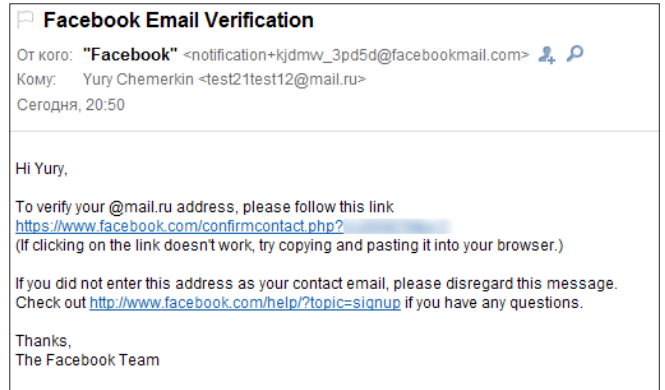 Facebook Email Verification
От кого: "Facebook" <notification+kjdmvv_3pd5d@facebookmail.com>
Кому: Yury Chemerkin <test21test12@mail.ru>
Сегодня, 20:50
Hi Yury,
To verify your @mail.ru address, please follow this link
https://www.facebook.com/confirmcontact.php?
(If clicking on the link doesn't work, try copying and pasting it into your browser.)
If you did not enter this address as your contact email, please disregard this message.
Check out http://www.facebook.com/help/?topic=signup if you have any questions.
Thanks,
The Facebook Team